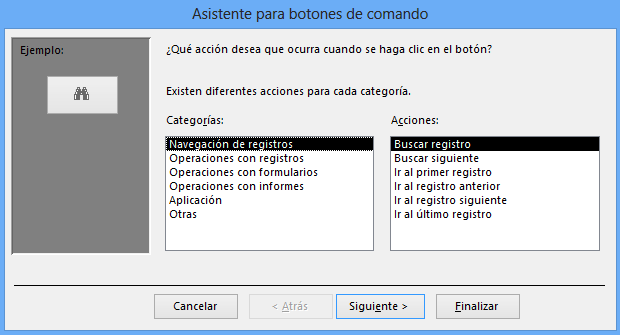 Asistente para botones de comando
Ejemplo:
¿Qué acción desea que ocurra cuando se haga clic en el botón?
Existen diferentes acciones para cada categoría.
Categorías:
Navegación de registros
Operaciones con registros
Operaciones con formularios
Operaciones con informes
Aplicación
Otras
Acciones:
Buscar registro
Buscar siguiente
Ir al primer registro
Ir al registro anterior
Ir al registro siguiente
Ir al último registro
Cancelar
< Atrás
Siguiente >
Finalizar